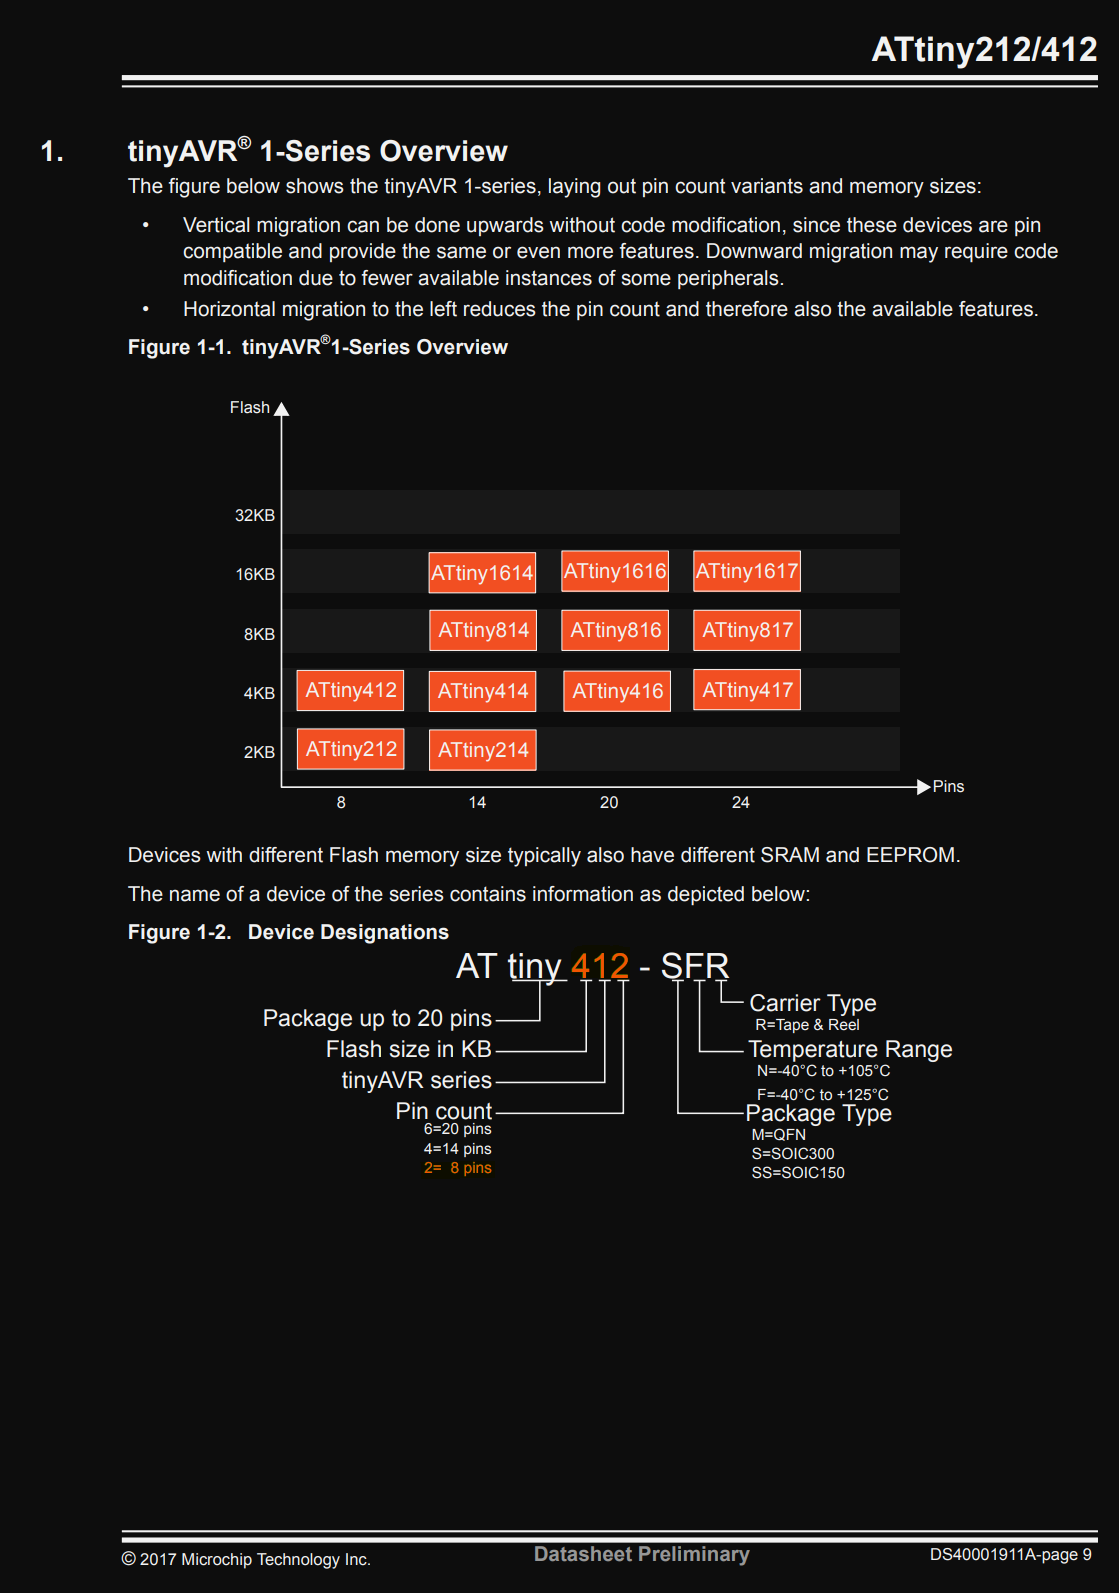 ATtiny212/412
1. tinyAVR® 1-Series Overview
The figure below shows the tinyAVR 1-series, laying out pin count variants and memory sizes:
• Vertical migration can be done upwards without code modification, since these devices are pin
compatible and provide the same or even more features. Downward migration may require code
modification due to fewer available instances of some peripherals.
• Horizontal migration to the left reduces the pin count and therefore also the available features.
Figure 1-1. tinyAVR®1-Series Overview
Flash
32KB
16KB ATtiny1614 ATtiny1616 ATtiny1617
8KB ATtiny814 ATtiny816 ATtiny817
4KB ATtiny412 ATtiny414 ATtiny416 ATtiny417
2KB ATtiny212 ATtiny214
Pins
8 14 20 24
Devices with different Flash memory size typically also have different SRAM and EEPROM.
The name of a device of the series contains information as depicted below:
Figure 1-2. Device Designations
AT tiny 412 - SFR
Package up to 20 pins
Flash size in KB
tinyAVR series
Pin count
6=20 pins
4=14 pins
2= 8 pins
Carrier Type
R=Tape & Reel
Temperature Range
N=-40°C to +105°C
F=-40°C to +125°C
Package Type
M=QFN
S=SOIC300
SS=SOIC150
© 2017 Microchip Technology Inc. Datasheet Preliminary DS40001911A-page 9